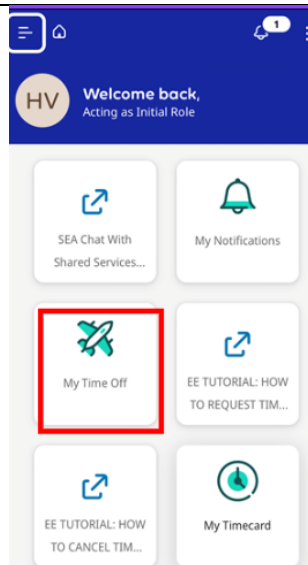 1
HV
Welcome back,
Acting as Initial Role
SEA Chat With
Shared Services...
My Notifications
My Time Off
EE TUTORIAL: HOW
TO REQUEST TIM...
EE TUTORIAL: HOW
TO CANCEL TIM...
My Timecard